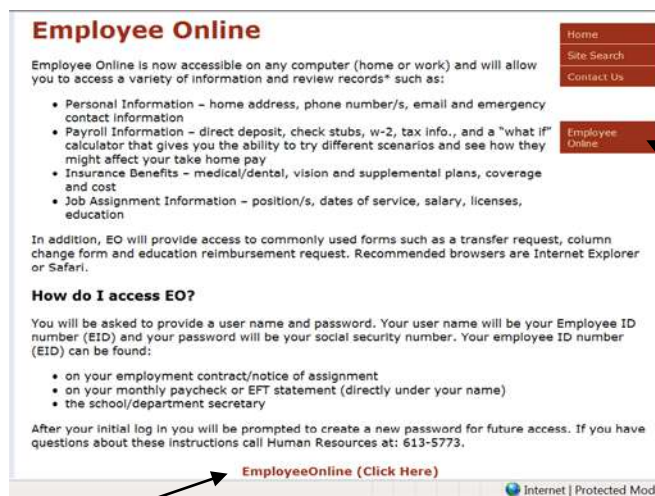 Employee Online
Employee Online is now accessible on any computer (home or work) and will allow
you to access a variety of information and review records* such as:
• Personal Information – home address, phone number/s, email and emergency
contact information
• Payroll Information – direct deposit, check stubs, w-2, tax info., and a "what if"
calculator that gives you the ability to try different scenarios and see how they
might affect your take home pay
• Insurance Benefits – medical/dental, vision and supplemental plans, coverage
and cost
• Job Assignment Information – position/s, dates of service, salary, licenses,
education
In addition, EO will provide access to commonly used forms such as a transfer request, column
change form and education reimbursement request. Recommended browsers are Internet Explorer
or Safari.
How do I access EO?
You will be asked to provide a user name and password. Your user name will be your Employee ID
number (EID) and your password will be your social security number. Your employee ID number
(EID) can be found:
• on your employment contract/notice of assignment
• on your monthly paycheck or EFT statement (directly under your name)
• the school/department secretary
After your initial log in you will be prompted to create a new password for future access. If you have
questions about these instructions call Human Resources at: 613-5773.
EmployeeOnline (Click Here)
Home
Site Search
Contact Us
Employee
Online
Internet | Protected Mod